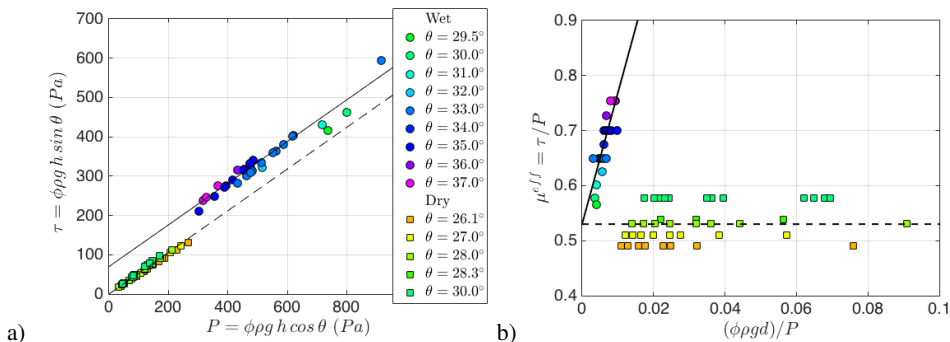 a)
τ = ϕρg h sin θ (Pa)
700
600
500
400
300
200
100
0
0 200 400 600 800
P = ϕρg h cos θ (Pa)
Wet
θ = 29.5°
θ = 30.0°
θ = 31.0°
θ = 32.0°
θ = 33.0°
θ = 34.0°
θ = 35.0°
θ = 36.0°
θ = 37.0°
Dry
θ = 26.1°
θ = 27.0°
θ = 28.0°
θ = 28.3°
θ = 30.0°
b)
μ^{eff} = τ/P
0.9
0.8
0.7
0.6
0.5
0.4
0 0.02 0.04 0.06 0.08 0.1
(ϕρgd)/P